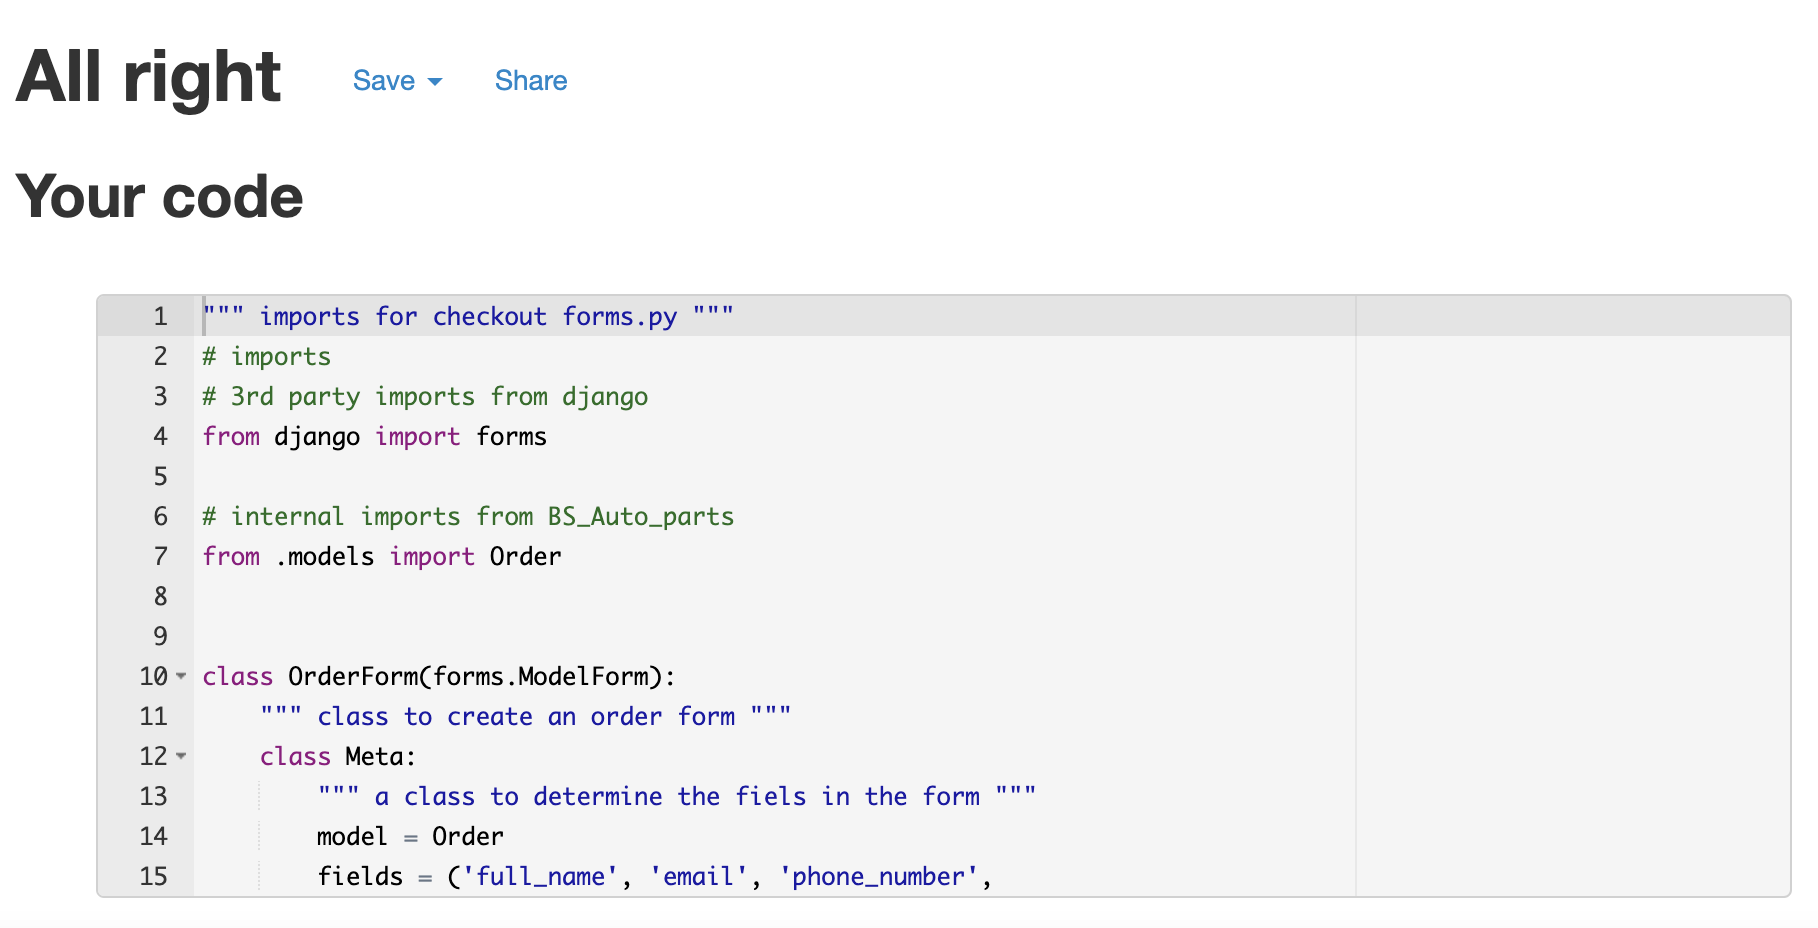 All right Save Share
Your code
1 """ imports for checkout forms.py """
2 # imports
3 # 3rd party imports from django
4 from django import forms
5
6 # internal imports from BS_Auto_parts
7 from .models import Order
8
9
10 class OrderForm(forms.ModelForm):
11     """ class to create an order form """
12     class Meta:
13         """ a class to determine the fiels in the form """
14         model = Order
15         fields = ('full_name', 'email', 'phone_number',